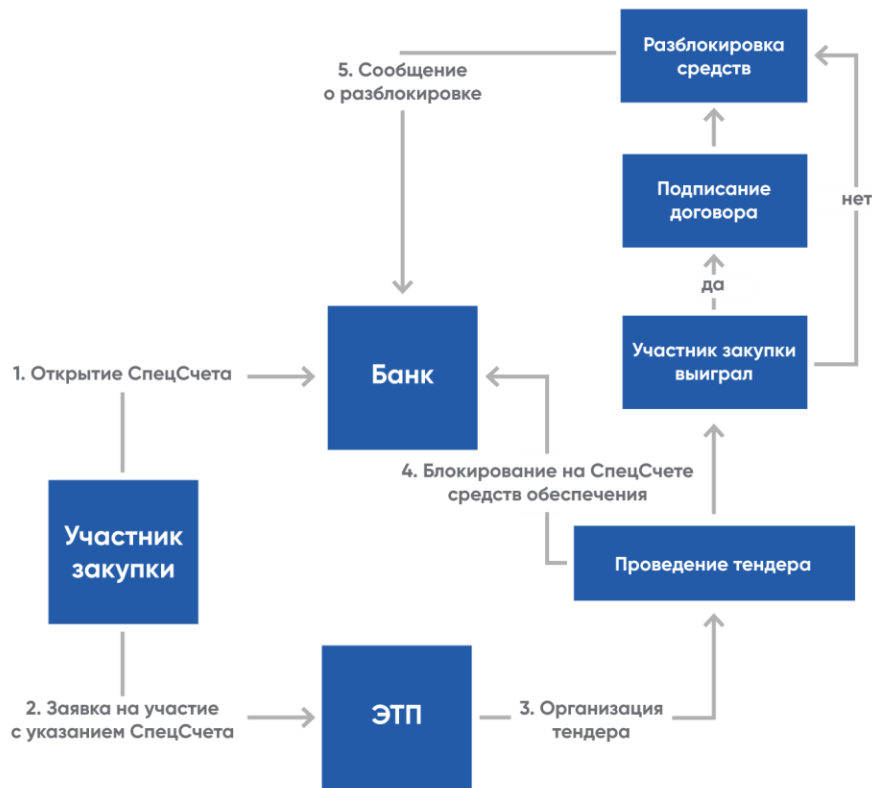 Разблокировка
средств
5. Сообщение
о разблокировке
Подписание
договора
нет
да
Участник закупки
выиграл
Банк
1. Открытие СпецСчета
4. Блокирование на СпецСчете
средств обеспечения
Участник
закупки
Проведение тендера
2. Заявка на участие
с указанием СпецСчета
ЭТП
3. Организация
тендера